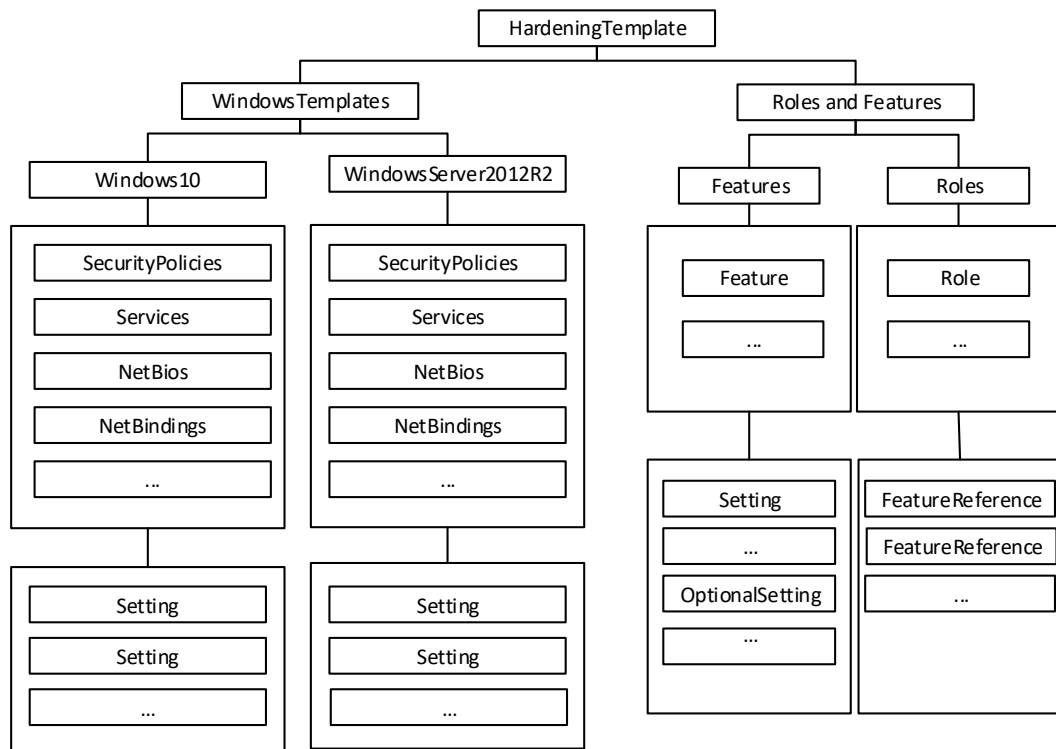 HardeningTemplate
WindowsTemplates
Roles and Features
Windows10
WindowsServer2012R2
Features
Roles
SecurityPolicies
Services
NetBios
NetBindings
...
SecurityPolicies
Services
NetBios
NetBindings
...
Feature
...
Role
...
Setting
Setting
...
Setting
Setting
...
Setting
...
OptionalSetting
...
FeatureReference
FeatureReference
...